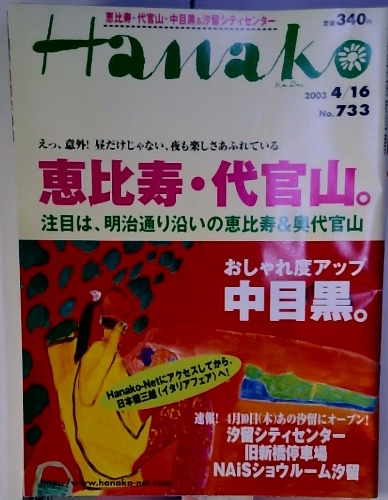 恵比寿・代官山・中目黒&汐留シティセンター
定価340円
Hanako
2003 4/16
No.733
えっ、意外!昼だけじゃない、夜も楽しさあふれている
恵比寿・代官山。
注目は、明治通り沿いの恵比寿&奥代官山
おしゃれ度アップ
中目黒。
Hanako-Netにアクセスしてから、
日本橋三越〈イタリアフェア〉へ!
速報! 4月10日(木)あの汐留にオープン!
汐留シティセンター
旧新橋停車場
NAiSショウルーム汐留
http://www.hanako-net.com/